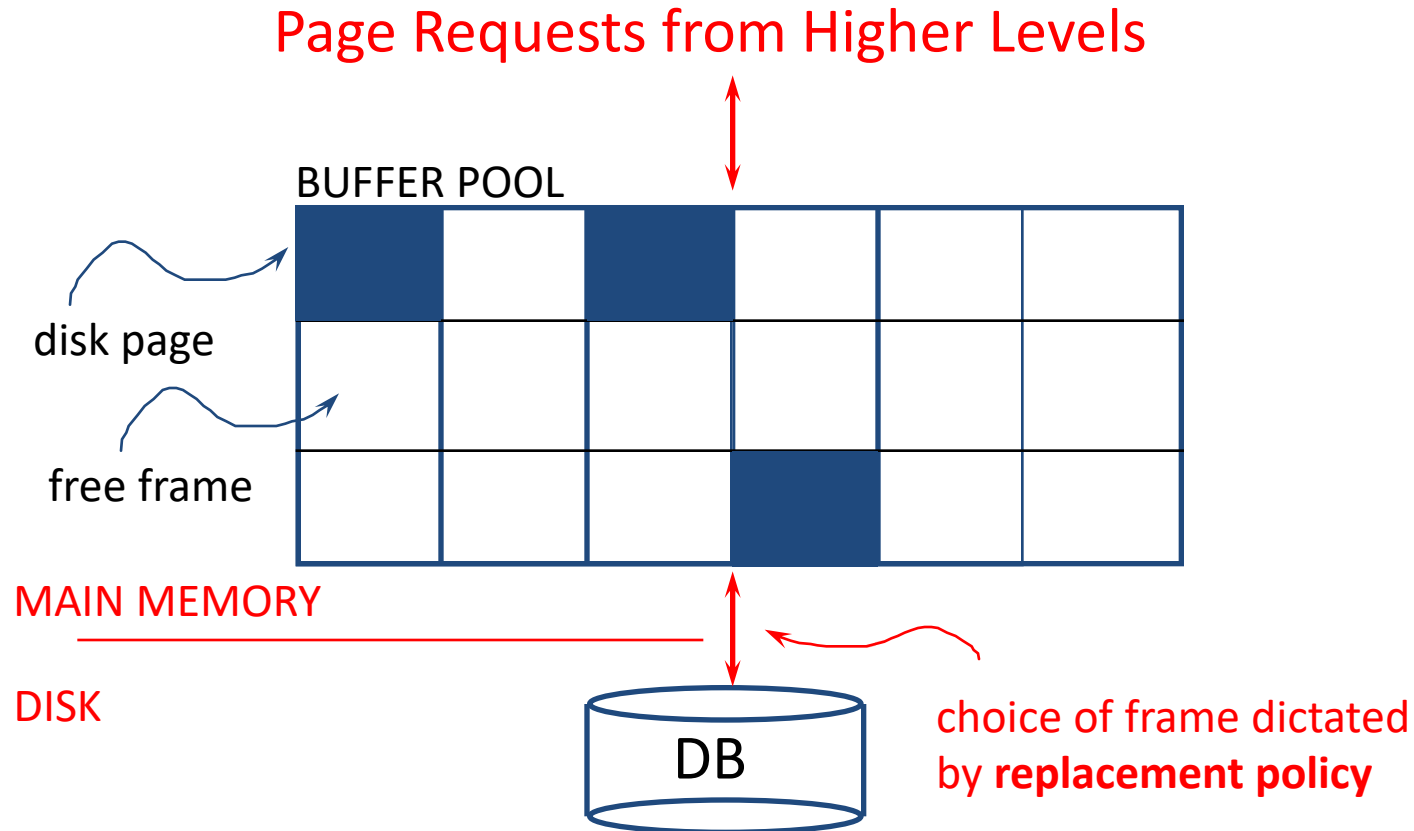 Page Requests from Higher Levels
BUFFER POOL
disk page
free frame
MAIN MEMORY
DISK
DB
choice of frame dictated
by replacement policy